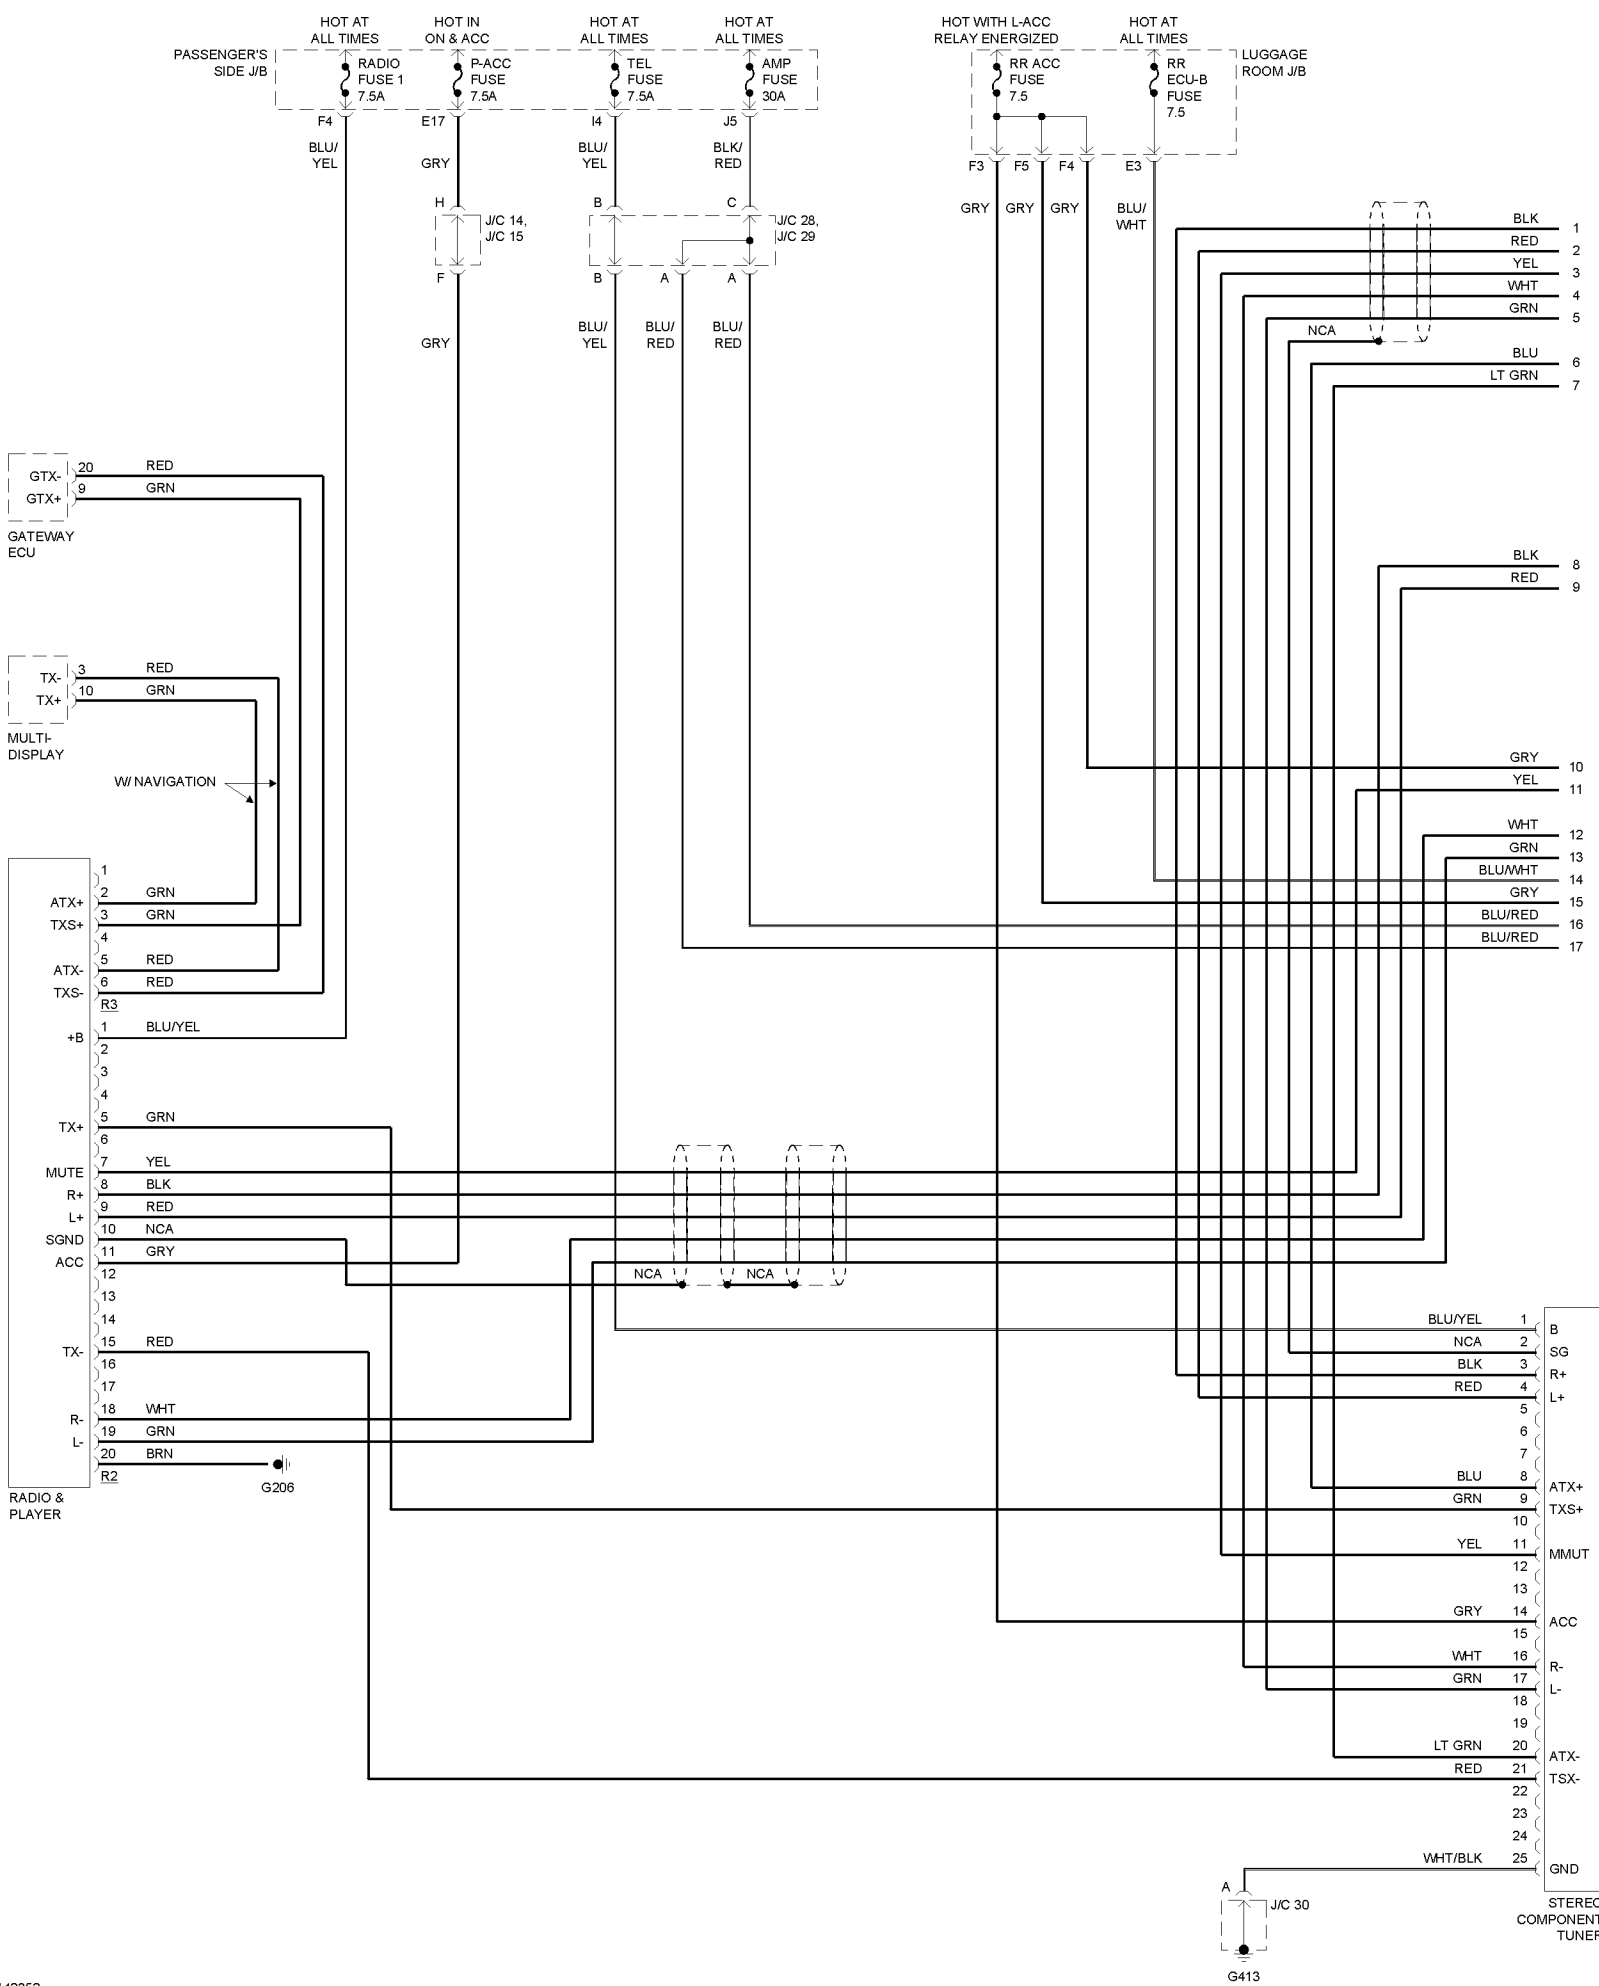 HOT AT
ALL TIMES
HOT IN
ON & ACC
HOT AT
ALL TIMES
HOT AT
ALL TIMES
HOT WITH L-ACC
RELAY ENERGIZED
HOT AT
ALL TIMES
PASSENGER'S
SIDE J/B
RADIO
FUSE 1
7.5A
P-ACC
FUSE
7.5A
TEL
FUSE
7.5A
AMP
FUSE
30A
RR ACC
FUSE
7.5
RR
ECU-B
FUSE
7.5
LUGGAGE
ROOM J/B
F4
E17
I4
J5
F3
F5
F4
E3
BLU/
YEL
GRY
BLU/
YEL
BLK/
RED
GRY
GRY
GRY
BLU/
WHT
H
J/C 14,
J/C 15
F
B
C
J/C 28,
J/C 29
B
A
A
GRY
BLU/
YEL
BLU/
RED
BLU/
RED
BLK 1
RED 2
YEL 3
WHT 4
GRN 5
NCA
BLU 6
LT GRN 7
GTX- 20 RED
GTX+ 9 GRN
GATEWAY
ECU
BLK 8
RED 9
TX- 3 RED
TX+ 10 GRN
MULTI-
DISPLAY
W/ NAVIGATION
GRY 10
YEL 11
WHT 12
GRN 13
BLU/WHT 14
GRY 15
BLU/RED 16
BLU/RED 17
1
ATX+ 2 GRN
TXS+ 3 GRN
4
ATX- 5 RED
TXS- 6 RED
R3
+B 1 BLU/YEL
2
3
4
TX+ 5 GRN
6
MUTE 7 YEL
R+ 8 BLK
L+ 9 RED
SGND 10 NCA
ACC 11 GRY
12
13
14
TX- 15 RED
16
17
R- 18 WHT
L- 19 GRN
20 BRN
R2
RADIO &
PLAYER
G206
NCA
NCA
BLU/YEL 1 B
NCA 2 SG
BLK 3 R+
RED 4 L+
5
6
7
BLU 8 ATX+
GRN 9 TXS+
10
YEL 11 MMUT
12
13
GRY 14 ACC
15
WHT 16 R-
GRN 17 L-
18
19
LT GRN 20 ATX-
RED 21 TSX-
22
23
24
WHT/BLK 25 GND
STEREO
COMPONENT
TUNER
A
J/C 30
G413